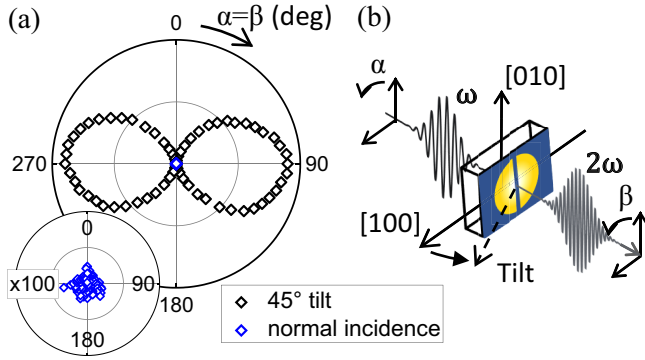 (a)
0
α=β (deg)
270
90
180
0
x100
90
180
45° tilt
normal incidence
(b)
α
ω
[010]
2ω
β
[100]
Tilt